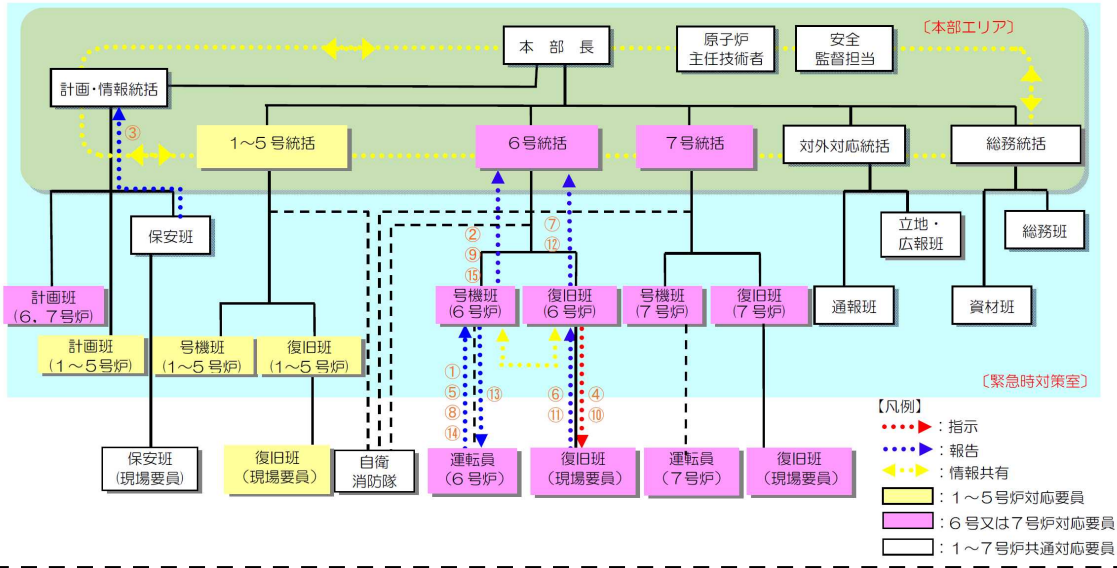 〔本部エリア〕
本 部 長
原子炉
主任技術者
安全
監督担当
計画・情報統括
③
1～5号統括
6号統括
7号統括
対外対応統括
総務統括
保安班
②
⑨
⑮
⑦
⑫
立地・
広報班
総務班
計画班
(6，7号炉)
号機班
(6号炉)
復旧班
(6号炉)
号機班
(7号炉)
復旧班
(7号炉)
通報班
資材班
計画班
(1～5号炉)
号機班
(1～5号炉)
復旧班
(1～5号炉)
〔緊急時対策室〕
①
⑤
⑧
⑭
⑬
⑥
⑪
④
⑩
保安班
(現場要員)
復旧班
(現場要員)
自衛
消防隊
運転員
(6号炉)
復旧班
(現場要員)
運転員
(7号炉)
復旧班
(現場要員)
【凡例】
：指示
：報告
：情報共有
：1～5号炉対応要員
：6号又は7号炉対応要員
：1～7号炉共通対応要員